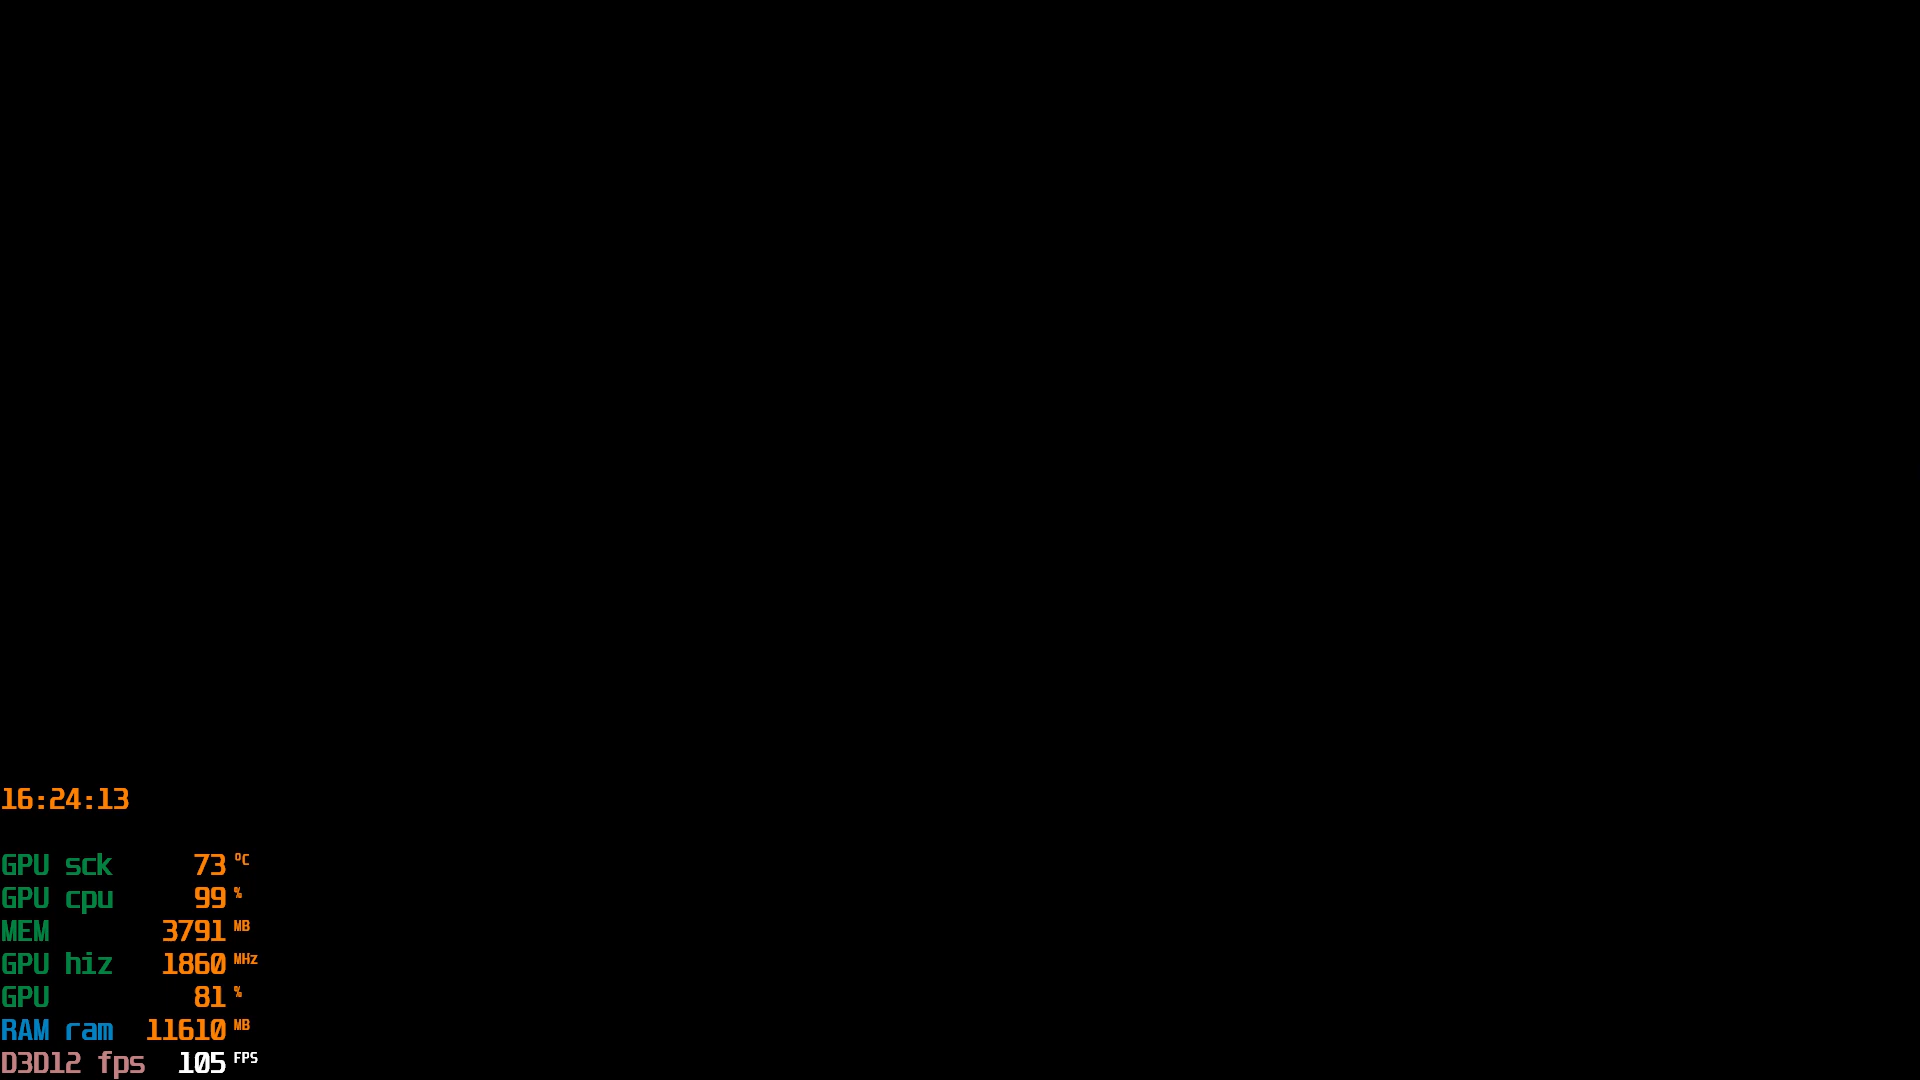 16:24:13
GPU sck 73 °C
GPU cpu 99 %
MEM 3791 MB
GPU hiz 1860 MHz
GPU 81 %
RAM ram 11610 MB
D3D12 fps 105 FPS